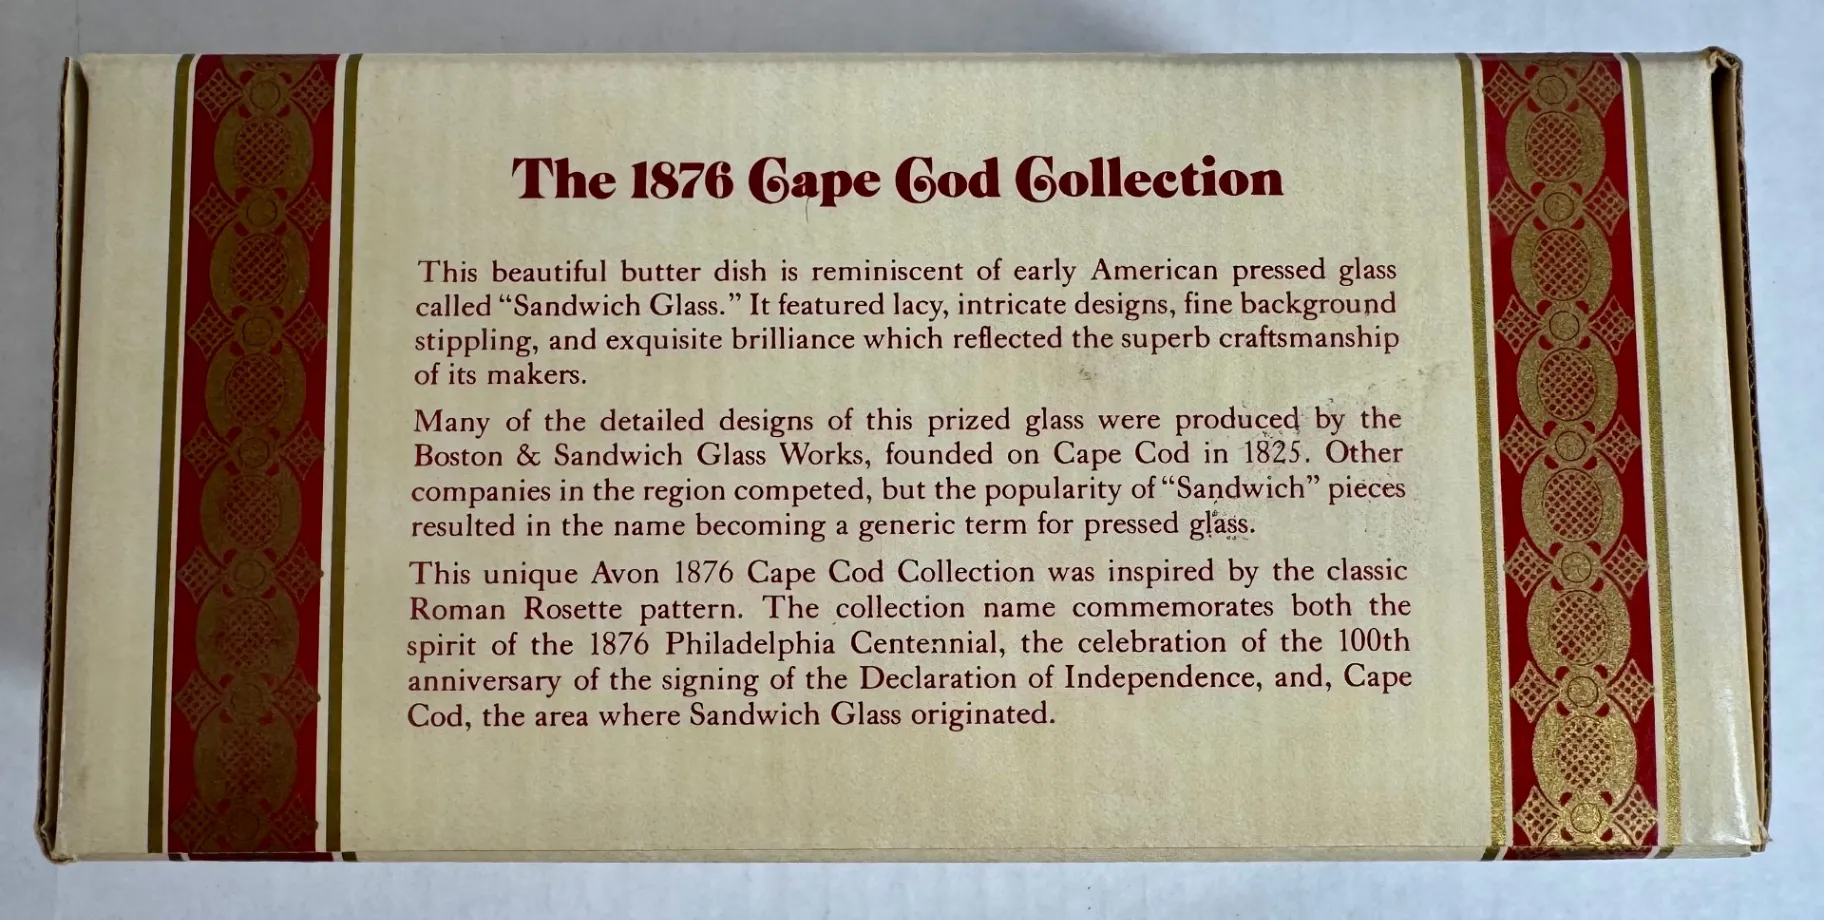 The 1876 Cape Cod Collection
This beautiful butter dish is reminiscent of early American pressed glass
called “Sandwich Glass.” It featured lacy, intricate designs, fine background
stippling, and exquisite brilliance which reflected the superb craftsmanship
of its makers.
Many of the detailed designs of this prized glass were produced by the
Boston & Sandwich Glass Works, founded on Cape Cod in 1825. Other
companies in the region competed, but the popularity of “Sandwich” pieces
resulted in the name becoming a generic term for pressed glass.
This unique Avon 1876 Cape Cod Collection was inspired by the classic
Roman Rosette pattern. The collection name commemorates both the
spirit of the 1876 Philadelphia Centennial, the celebration of the 100th
anniversary of the signing of the Declaration of Independence, and, Cape
Cod, the area where Sandwich Glass originated.